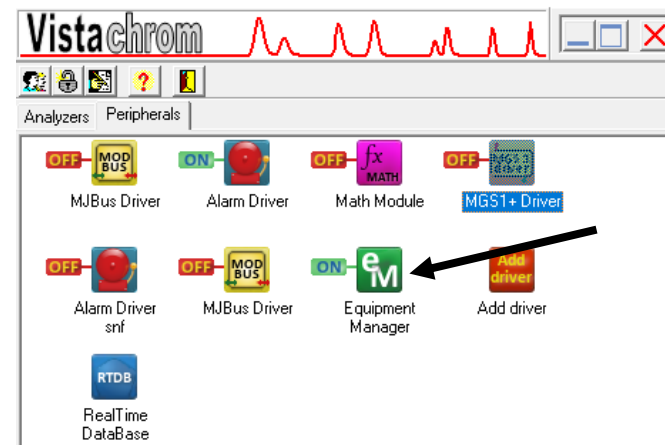 Vistachrom
?
Analyzers Peripherals
OFF MOD BUS ON OFF fx MATH OFF MGS1 driver
MJBus Driver Alarm Driver Math Module MGS1+ Driver
OFF OFF MOD BUS ON eM Add driver
Alarm Driver snf MJBus Driver Equipment Manager Add driver
RTDB
RealTime
DataBase